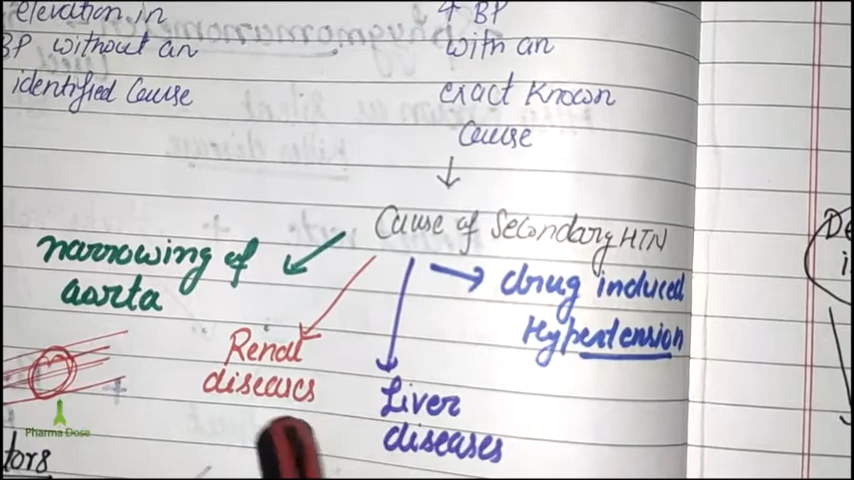 elevation in
BP without an
identified cause
↑ BP
with an
exact known
cause
Cause of Secondary HTN
narrowing of
aorta
Renal
diseases
Liver
diseases
drug induced
Hypertension
Pharma Dose
tors